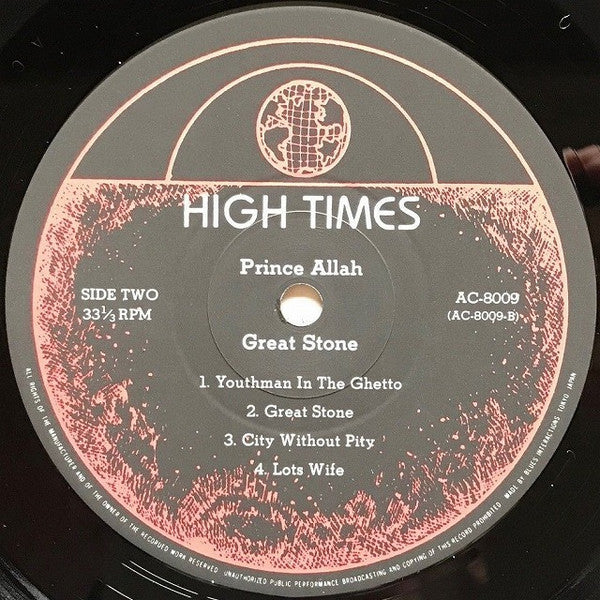 HIGH TIMES
Prince Allah
SIDE TWO
33⅓ RPM
AC-8009
(AC-8009-B)
Great Stone
1. Youthman In The Ghetto
2. Great Stone
3. City Without Pity
4. Lots Wife
ALL RIGHTS OF THE MANUFACTURER AND OF THE OWNER OF THE RECORDED WORK RESERVED. UNAUTHORIZED PUBLIC PERFORMANCE BROADCASTING AND COPYING OF THIS RECORD PROHIBITED. MADE BY BLUES INTERACTIONS TOKYO JAPAN